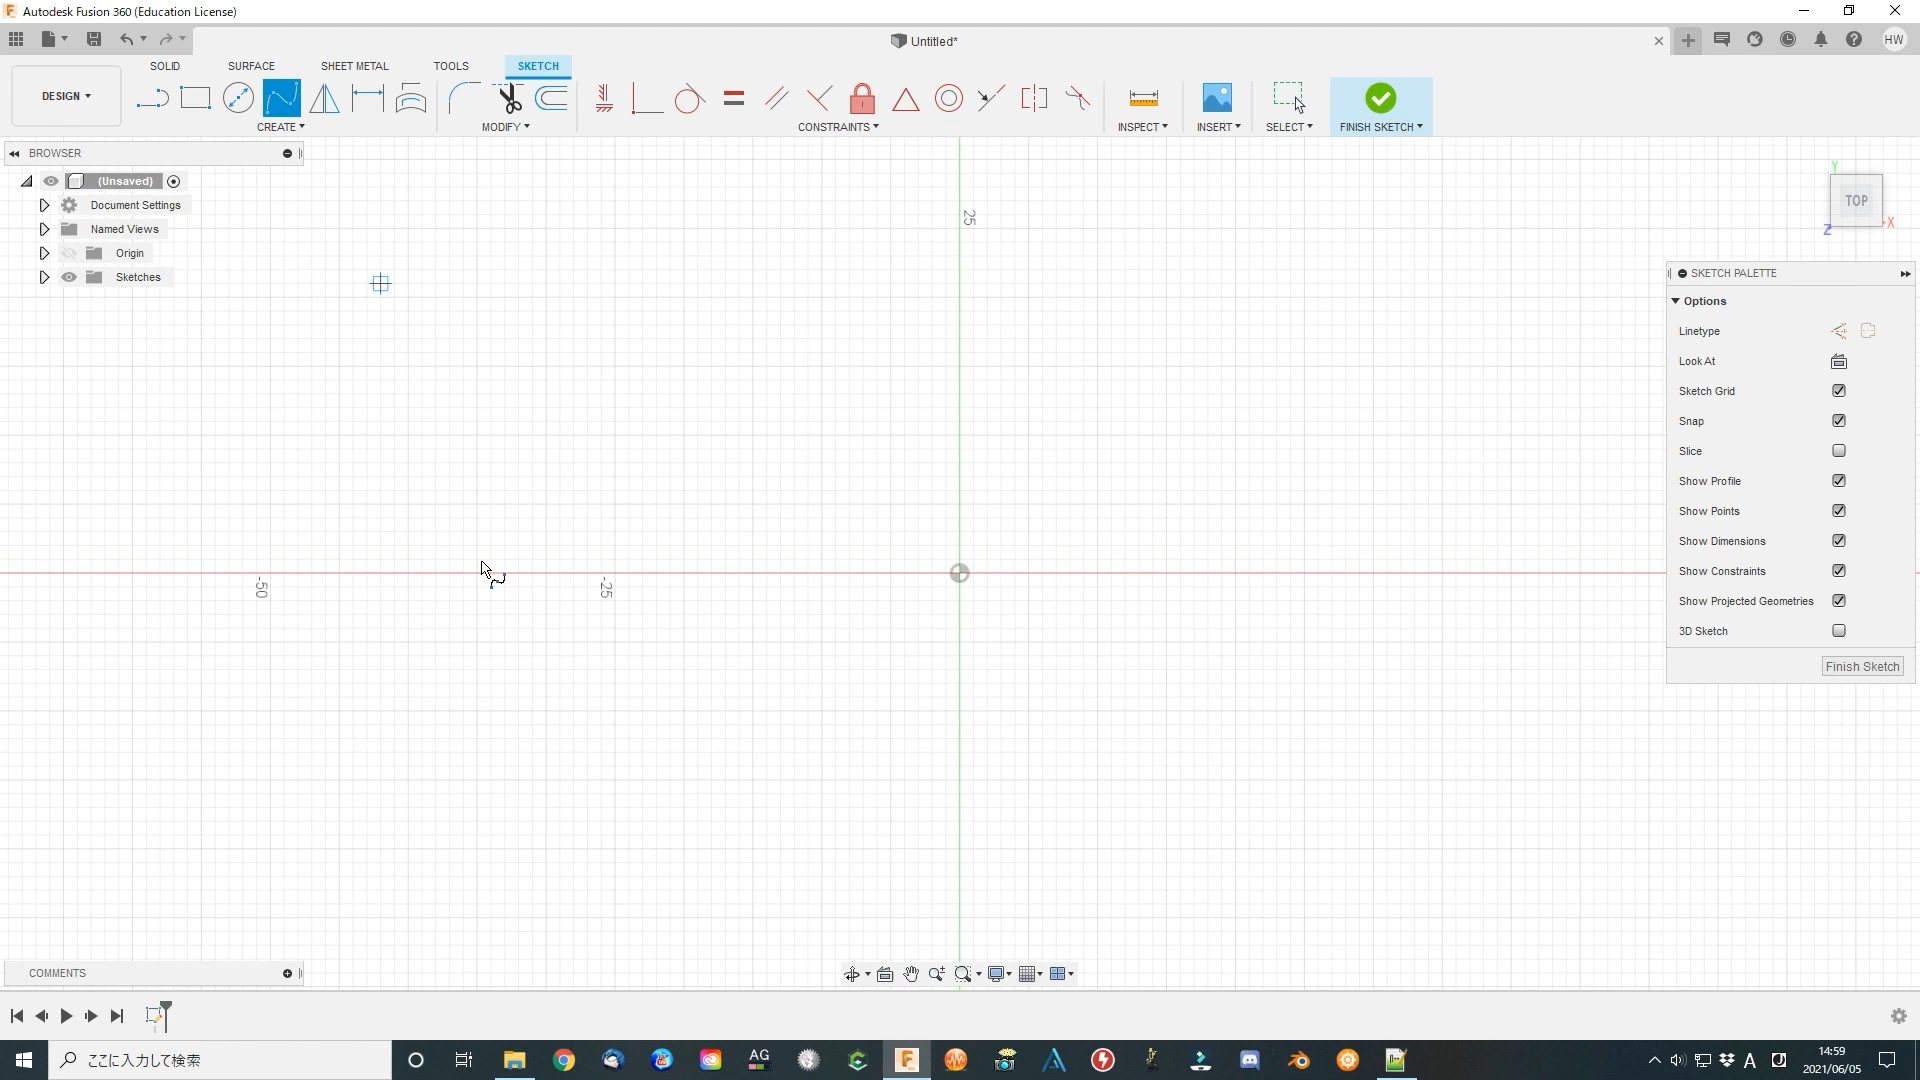 Autodesk Fusion 360 (Education License)
Untitled*
HW
DESIGN
SOLID
SURFACE
SHEET METAL
TOOLS
SKETCH
CREATE
MODIFY
CONSTRAINTS
INSPECT
INSERT
SELECT
FINISH SKETCH
BROWSER
(Unsaved)
Document Settings
Named Views
Origin
Sketches
25
-50
-25
Y
TOP
Z
X
SKETCH PALETTE
Options
Linetype
Look At
Sketch Grid
Snap
Slice
Show Profile
Show Points
Show Dimensions
Show Constraints
Show Projected Geometries
3D Sketch
Finish Sketch
COMMENTS
ここに入力して検索
AG
A
J
14:59
2021/06/05